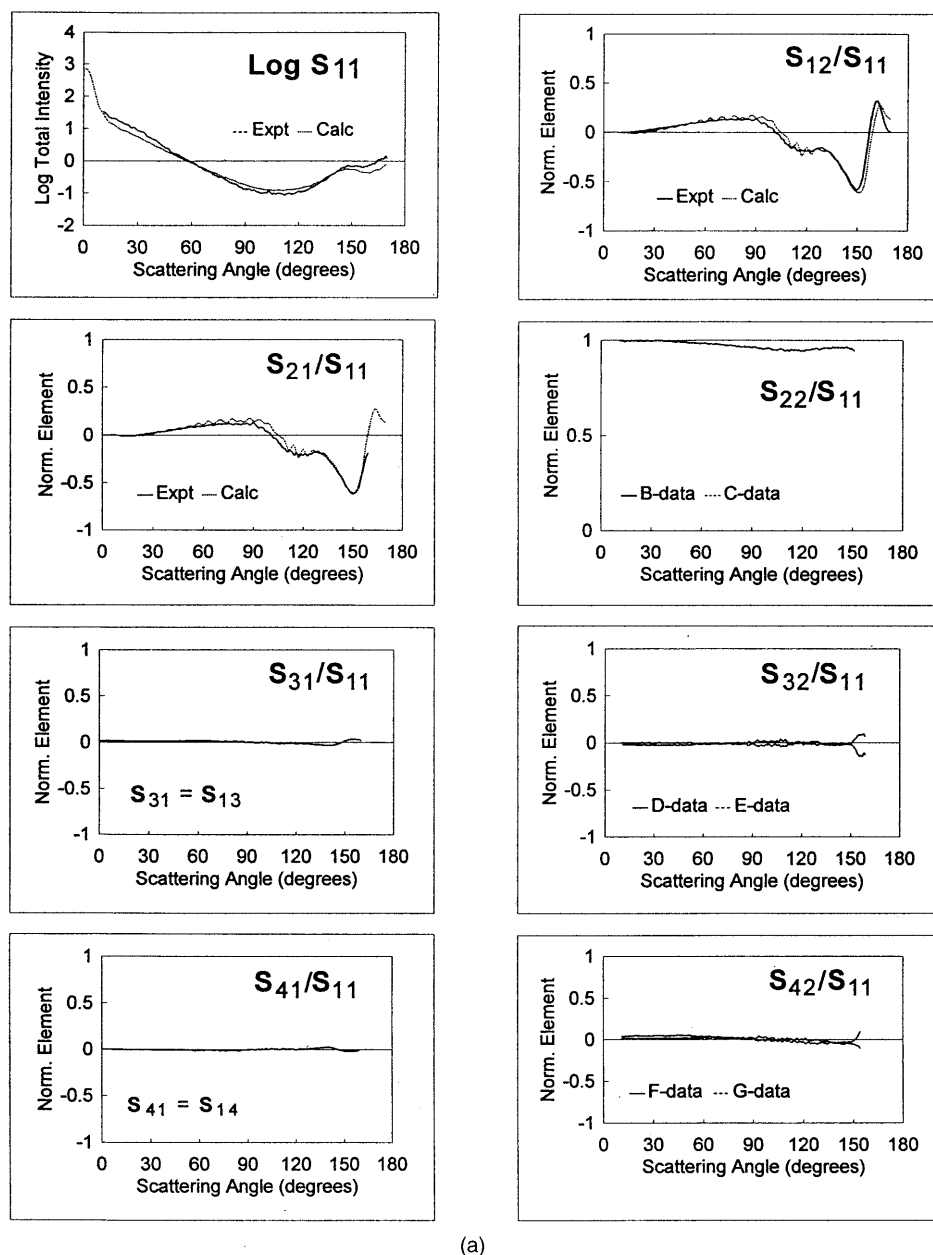 Log S11
Log Total Intensity
4
3
2
1
0
-1
-2
Expt Calc
0 30 60 90 120 150 180
Scattering Angle (degrees)
S12/S11
Norm. Element
1
0.5
0
-0.5
-1
Expt Calc
0 30 60 90 120 150 180
Scattering Angle (degrees)
S21/S11
Norm. Element
1
0.5
0
-0.5
-1
Expt Calc
0 30 60 90 120 150 180
Scattering Angle (degrees)
S22/S11
Norm. Element
1
0.5
0
B-data C-data
0 30 60 90 120 150 180
Scattering Angle (degrees)
S31/S11
Norm. Element
1
0.5
0
-0.5
-1
S31 = S13
0 30 60 90 120 150 180
Scattering Angle (degrees)
S32/S11
Norm. Element
1
0.5
0
-0.5
-1
D-data E-data
0 30 60 90 120 150 180
Scattering Angle (degrees)
S41/S11
Norm. Element
1
0.5
0
-0.5
-1
S41 = S14
0 30 60 90 120 150 180
Scattering Angle (degrees)
S42/S11
Norm. Element
1
0.5
0
-0.5
-1
F-data G-data
0 30 60 90 120 150 180
Scattering Angle (degrees)
(a)